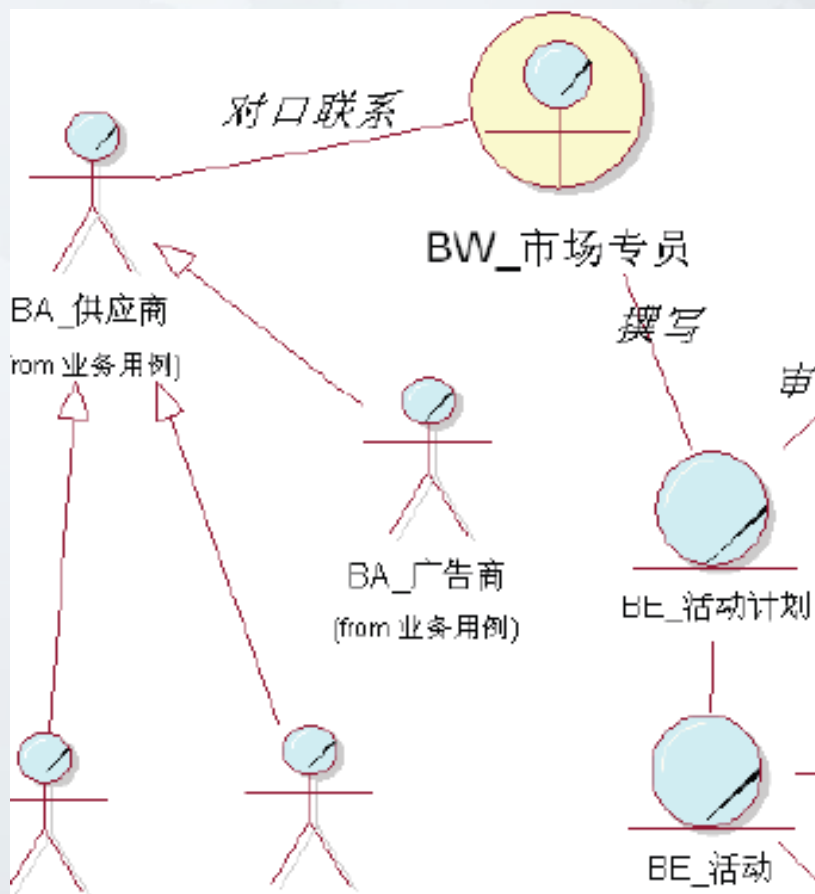 对口联系
BW_市场专员
BA_供应商
from 业务用例)
撰写
审
BA_广告商
(from 业务用例)
BE_活动计划
BE_活动